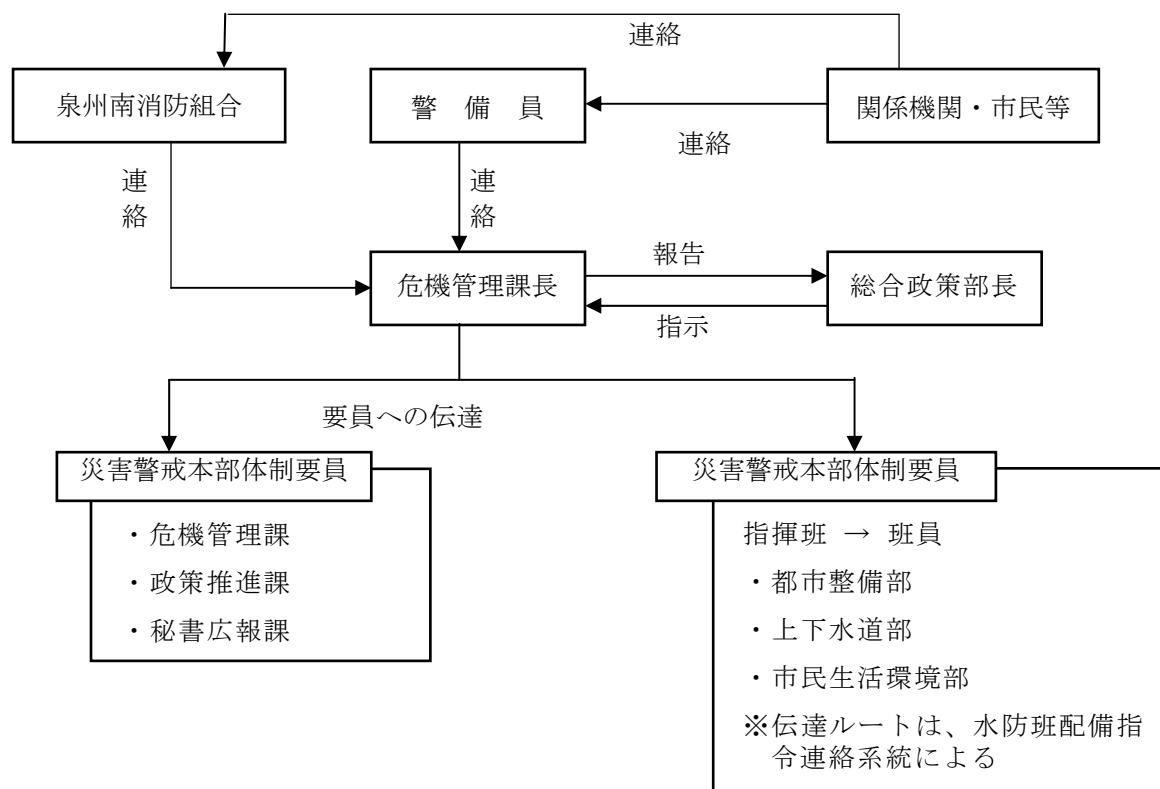 連絡
泉州南消防組合
警　備　員
関係機関・市民等
連絡
連絡
連絡
危機管理課長
報告
総合政策部長
指示
要員への伝達
災害警戒本部体制要員
・危機管理課
・政策推進課
・秘書広報課
災害警戒本部体制要員
指揮班 → 班員
・都市整備部
・上下水道部
・市民生活環境部
※伝達ルートは、水防班配備指
令連絡系統による